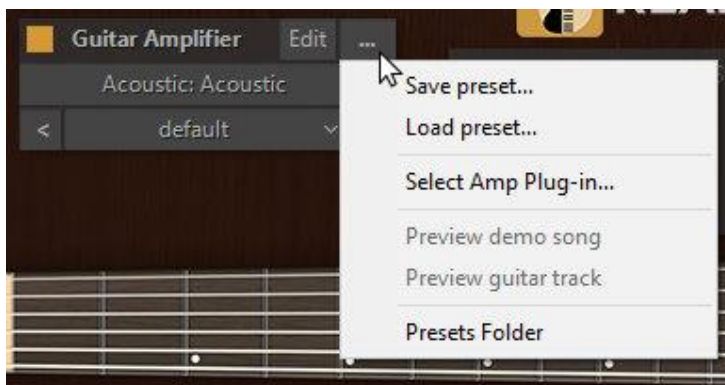 Guitar Amplifier Edit ...
Acoustic: Acoustic
< default
Save preset...
Load preset...
Select Amp Plug-in...
Preview demo song
Preview guitar track
Presets Folder